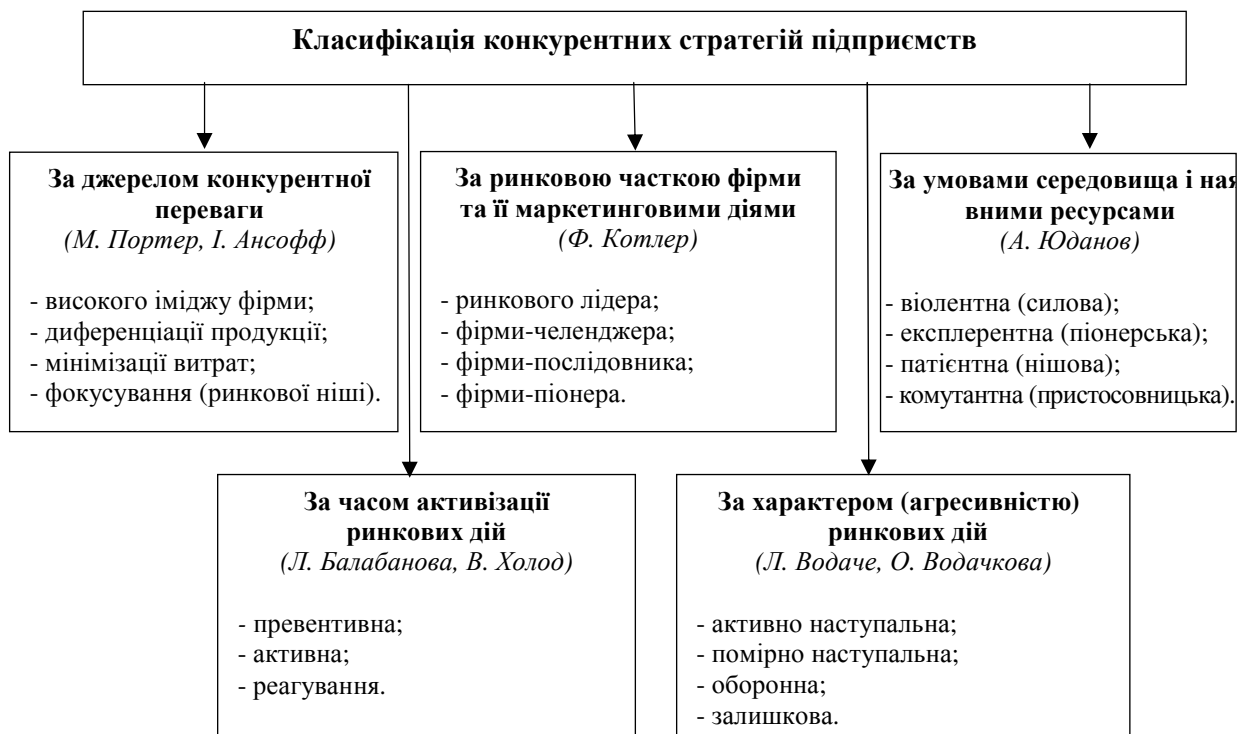 Класифікація конкурентних стратегій підприємств
За джерелом конкурентної
переваги
(М. Портер, І. Ансофф)
- високого іміджу фірми;
- диференціації продукції;
- мінімізації витрат;
- фокусування (ринкової ніші).
За ринковою часткою фірми
та її маркетинговими діями
(Ф. Котлер)
- ринкового лідера;
- фірми-челенджера;
- фірми-послідовника;
- фірми-піонера.
За умовами середовища і ная
вними ресурсами
(А. Юданов)
- віолентна (силова);
- експлерентна (піонерська);
- патієнтна (нішова);
- комутантна (пристосовницька).
За часом активізації
ринкових дій
(Л. Балабанова, В. Холод)
- превентивна;
- активна;
- реагування.
За характером (агресивністю)
ринкових дій
(Л. Водаче, О. Водачкова)
- активно наступальна;
- помірно наступальна;
- оборонна;
- залишкова.